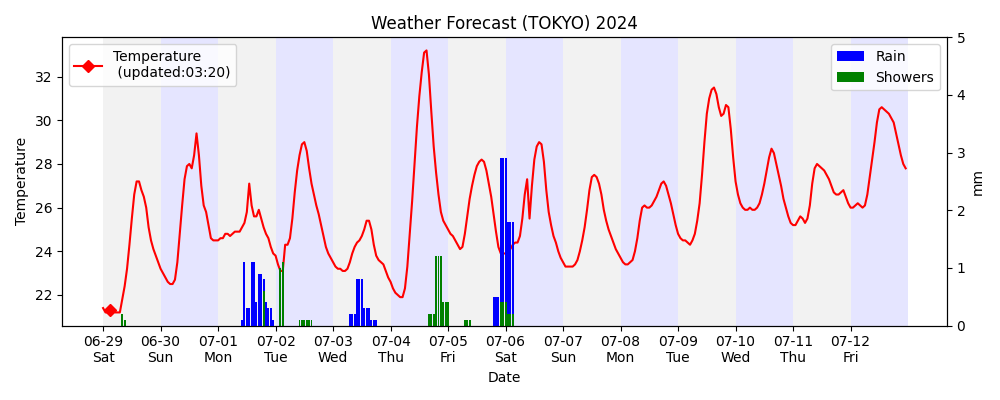 Weather Forecast (TOKYO) 2024
Temperature
(updated:03:20)
Rain
Showers
Temperature
32
30
28
26
24
22
5
4
3
2
1
0
mm
06-29 06-30 07-01 07-02 07-03 07-04 07-05 07-06 07-07 07-08 07-09 07-10 07-11 07-12
Sat Sun Mon Tue Wed Thu Fri Sat Sun Mon Tue Wed Thu Fri
Date